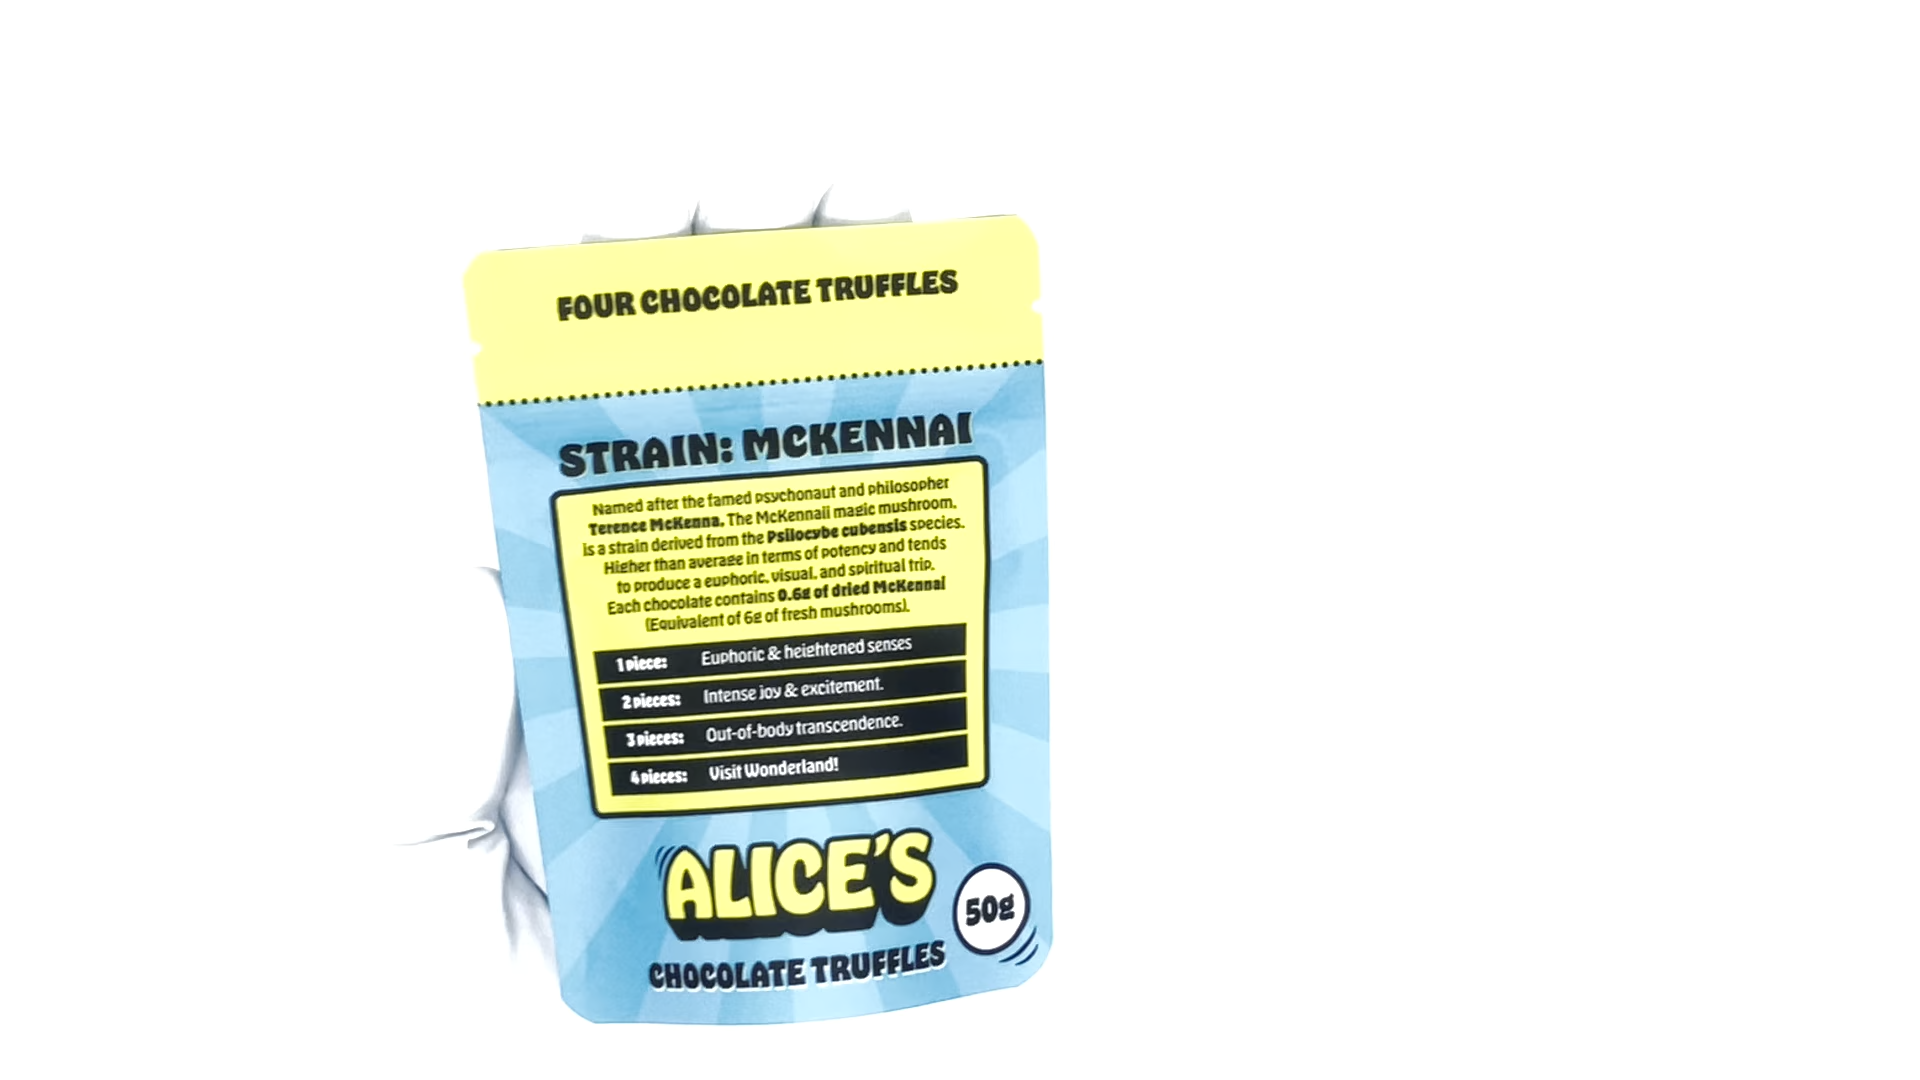 FOUR CHOCOLATE TRUFFLES
STRAIN: MCKENNAI
Named after the famed psychonaut and philosopher
Terence McKenna. The McKennaii magic mushroom.
is a strain derived from the Psilocybe cubensis species.
Higher than average in terms of potency and tends
to produce a euphoric, visual, and spiritual trip.
Each chocolate contains 0.6g of dried McKennai
(Equivalent of 6g of fresh mushrooms).
1 piece: Euphoric & heightened senses
2 pieces: Intense joy & excitement.
3 pieces: Out-of-body transcendence.
4 pieces: Visit Wonderland!
ALICE'S
50g
CHOCOLATE TRUFFLES